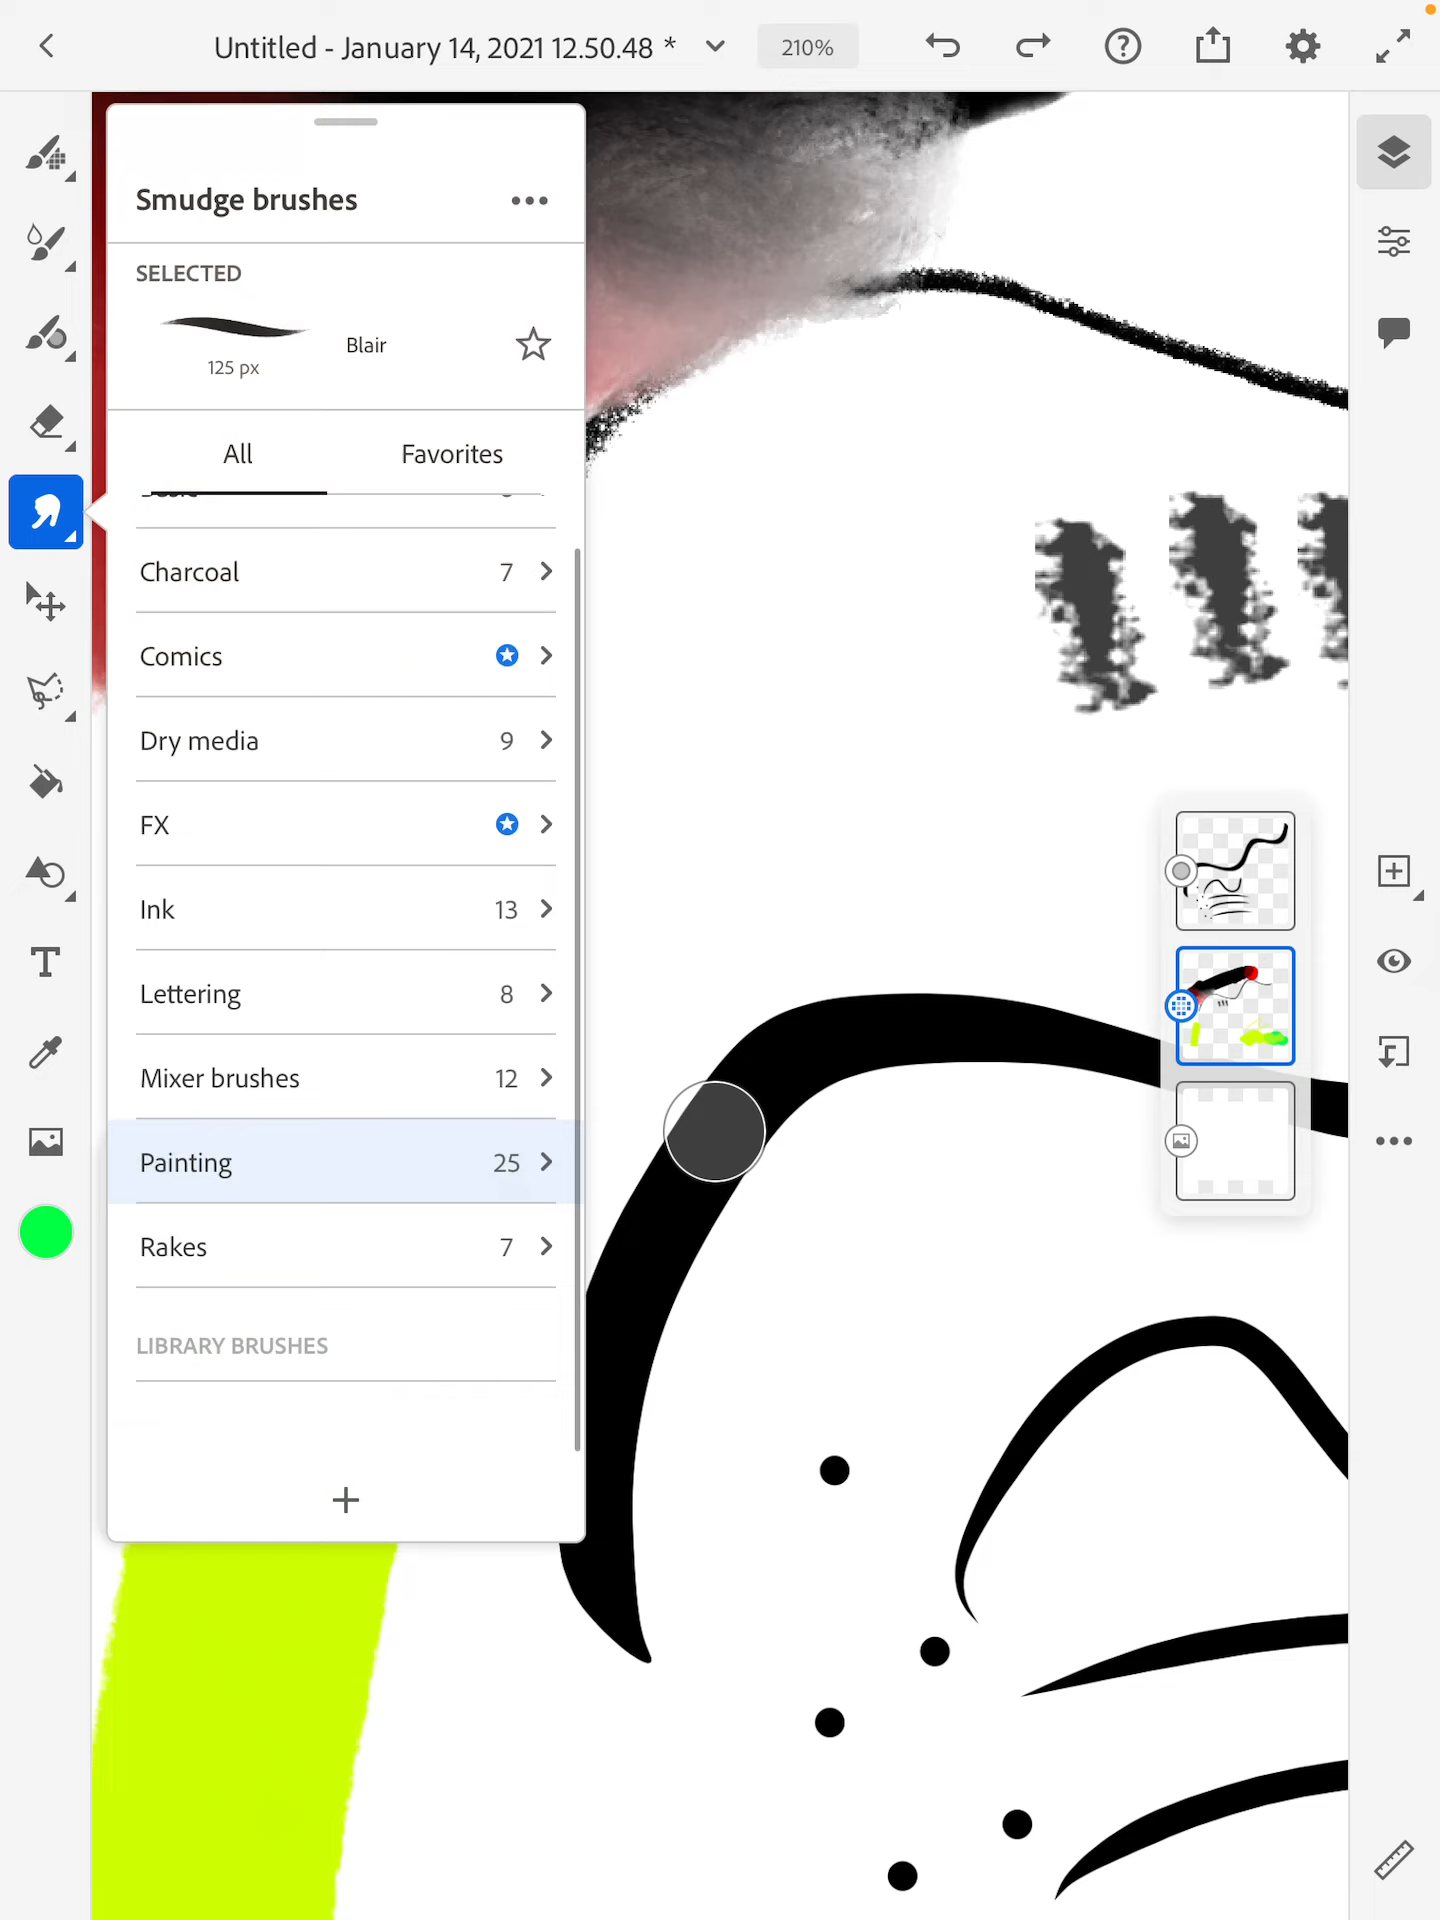 Untitled - January 14, 2021 12.50.48 *
210%
Smudge brushes
SELECTED
125 px
Blair
All
Favorites
Charcoal 7
Comics
Dry media 9
FX
Ink 13
Lettering 8
Mixer brushes 12
Painting 25
Rakes 7
LIBRARY BRUSHES